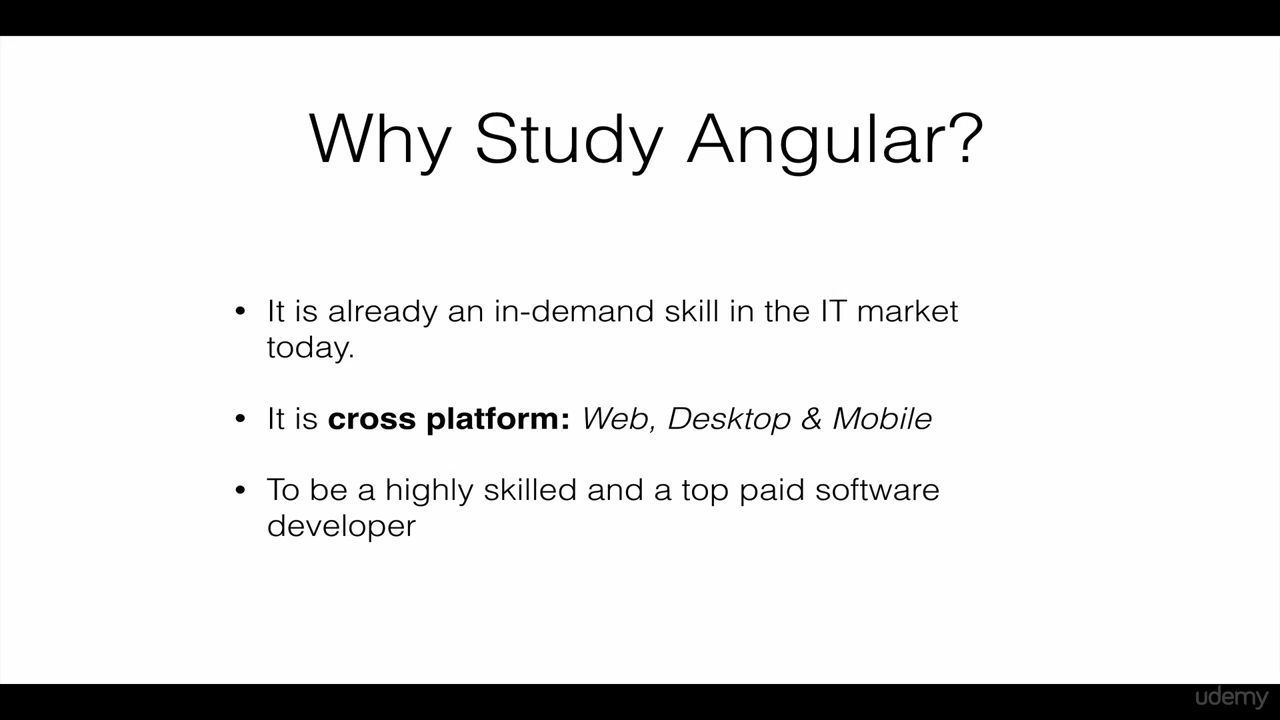 Why Study Angular?
• It is already an in-demand skill in the IT market
today.
• It is cross platform: Web, Desktop & Mobile
• To be a highly skilled and a top paid software
developer
udemy